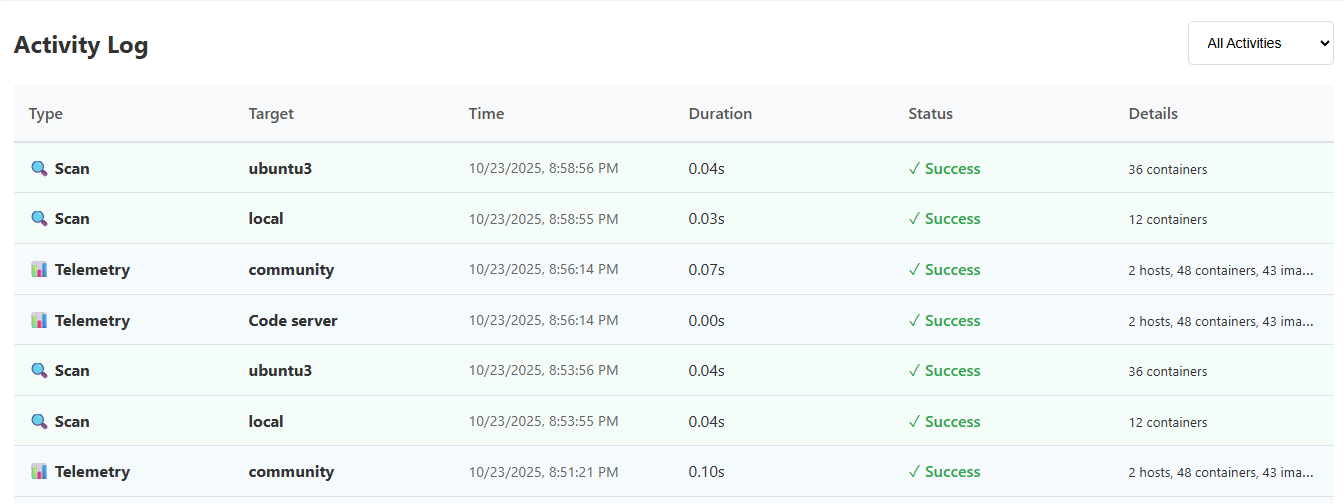 Activity Log
All Activities
Type Target Time Duration Status Details
Scan ubuntu3 10/23/2025, 8:58:56 PM 0.04s ✓ Success 36 containers
Scan local 10/23/2025, 8:58:55 PM 0.03s ✓ Success 12 containers
Telemetry community 10/23/2025, 8:56:14 PM 0.07s ✓ Success 2 hosts, 48 containers, 43 ima...
Telemetry Code server 10/23/2025, 8:56:14 PM 0.00s ✓ Success 2 hosts, 48 containers, 43 ima...
Scan ubuntu3 10/23/2025, 8:53:56 PM 0.04s ✓ Success 36 containers
Scan local 10/23/2025, 8:53:55 PM 0.04s ✓ Success 12 containers
Telemetry community 10/23/2025, 8:51:21 PM 0.10s ✓ Success 2 hosts, 48 containers, 43 ima...